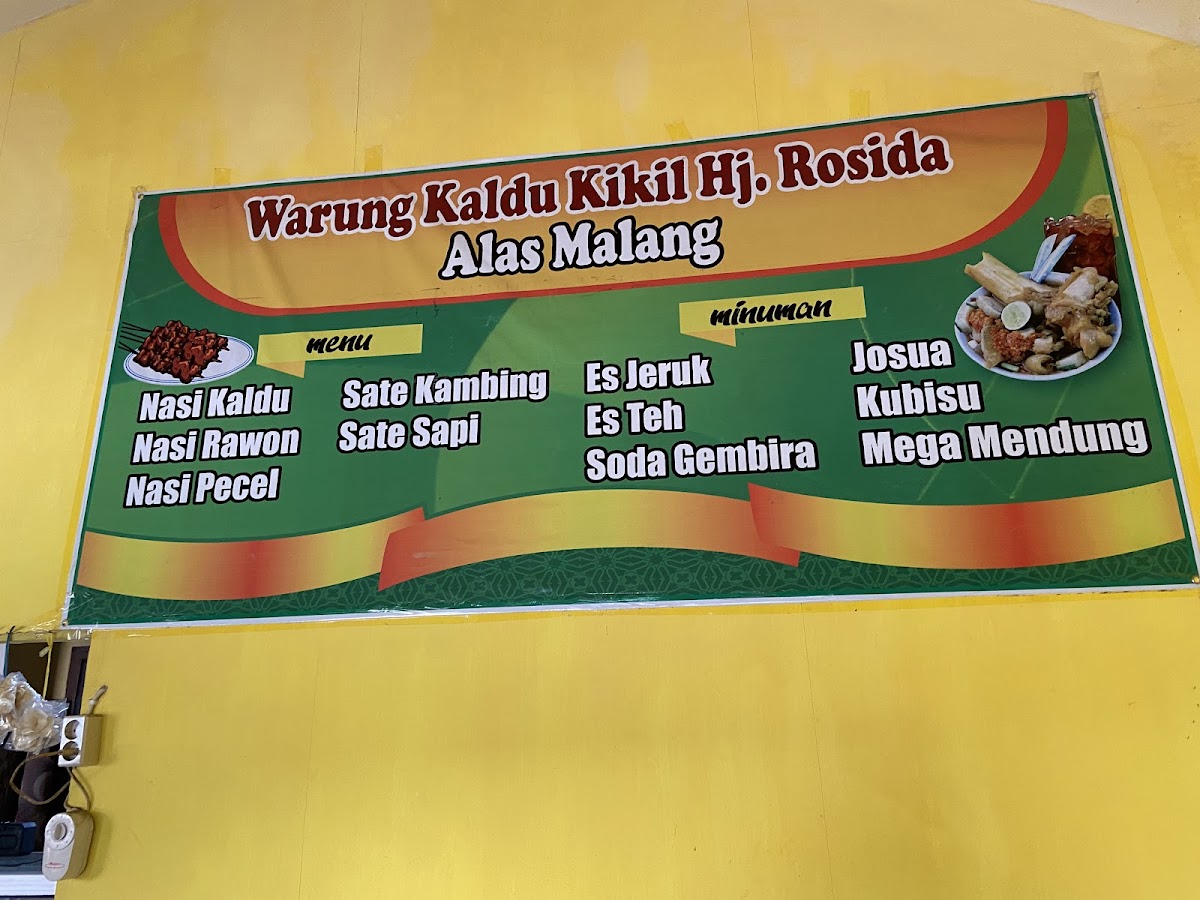 Warung Kaldu Kikil Hj. Rosida
Alas Malang
menu
Nasi Kaldu
Nasi Rawon
Nasi Pecel
Sate Kambing
Sate Sapi
minuman
Es Jeruk
Es Teh
Soda Gembira
Josua
Kubisu
Mega Mendung